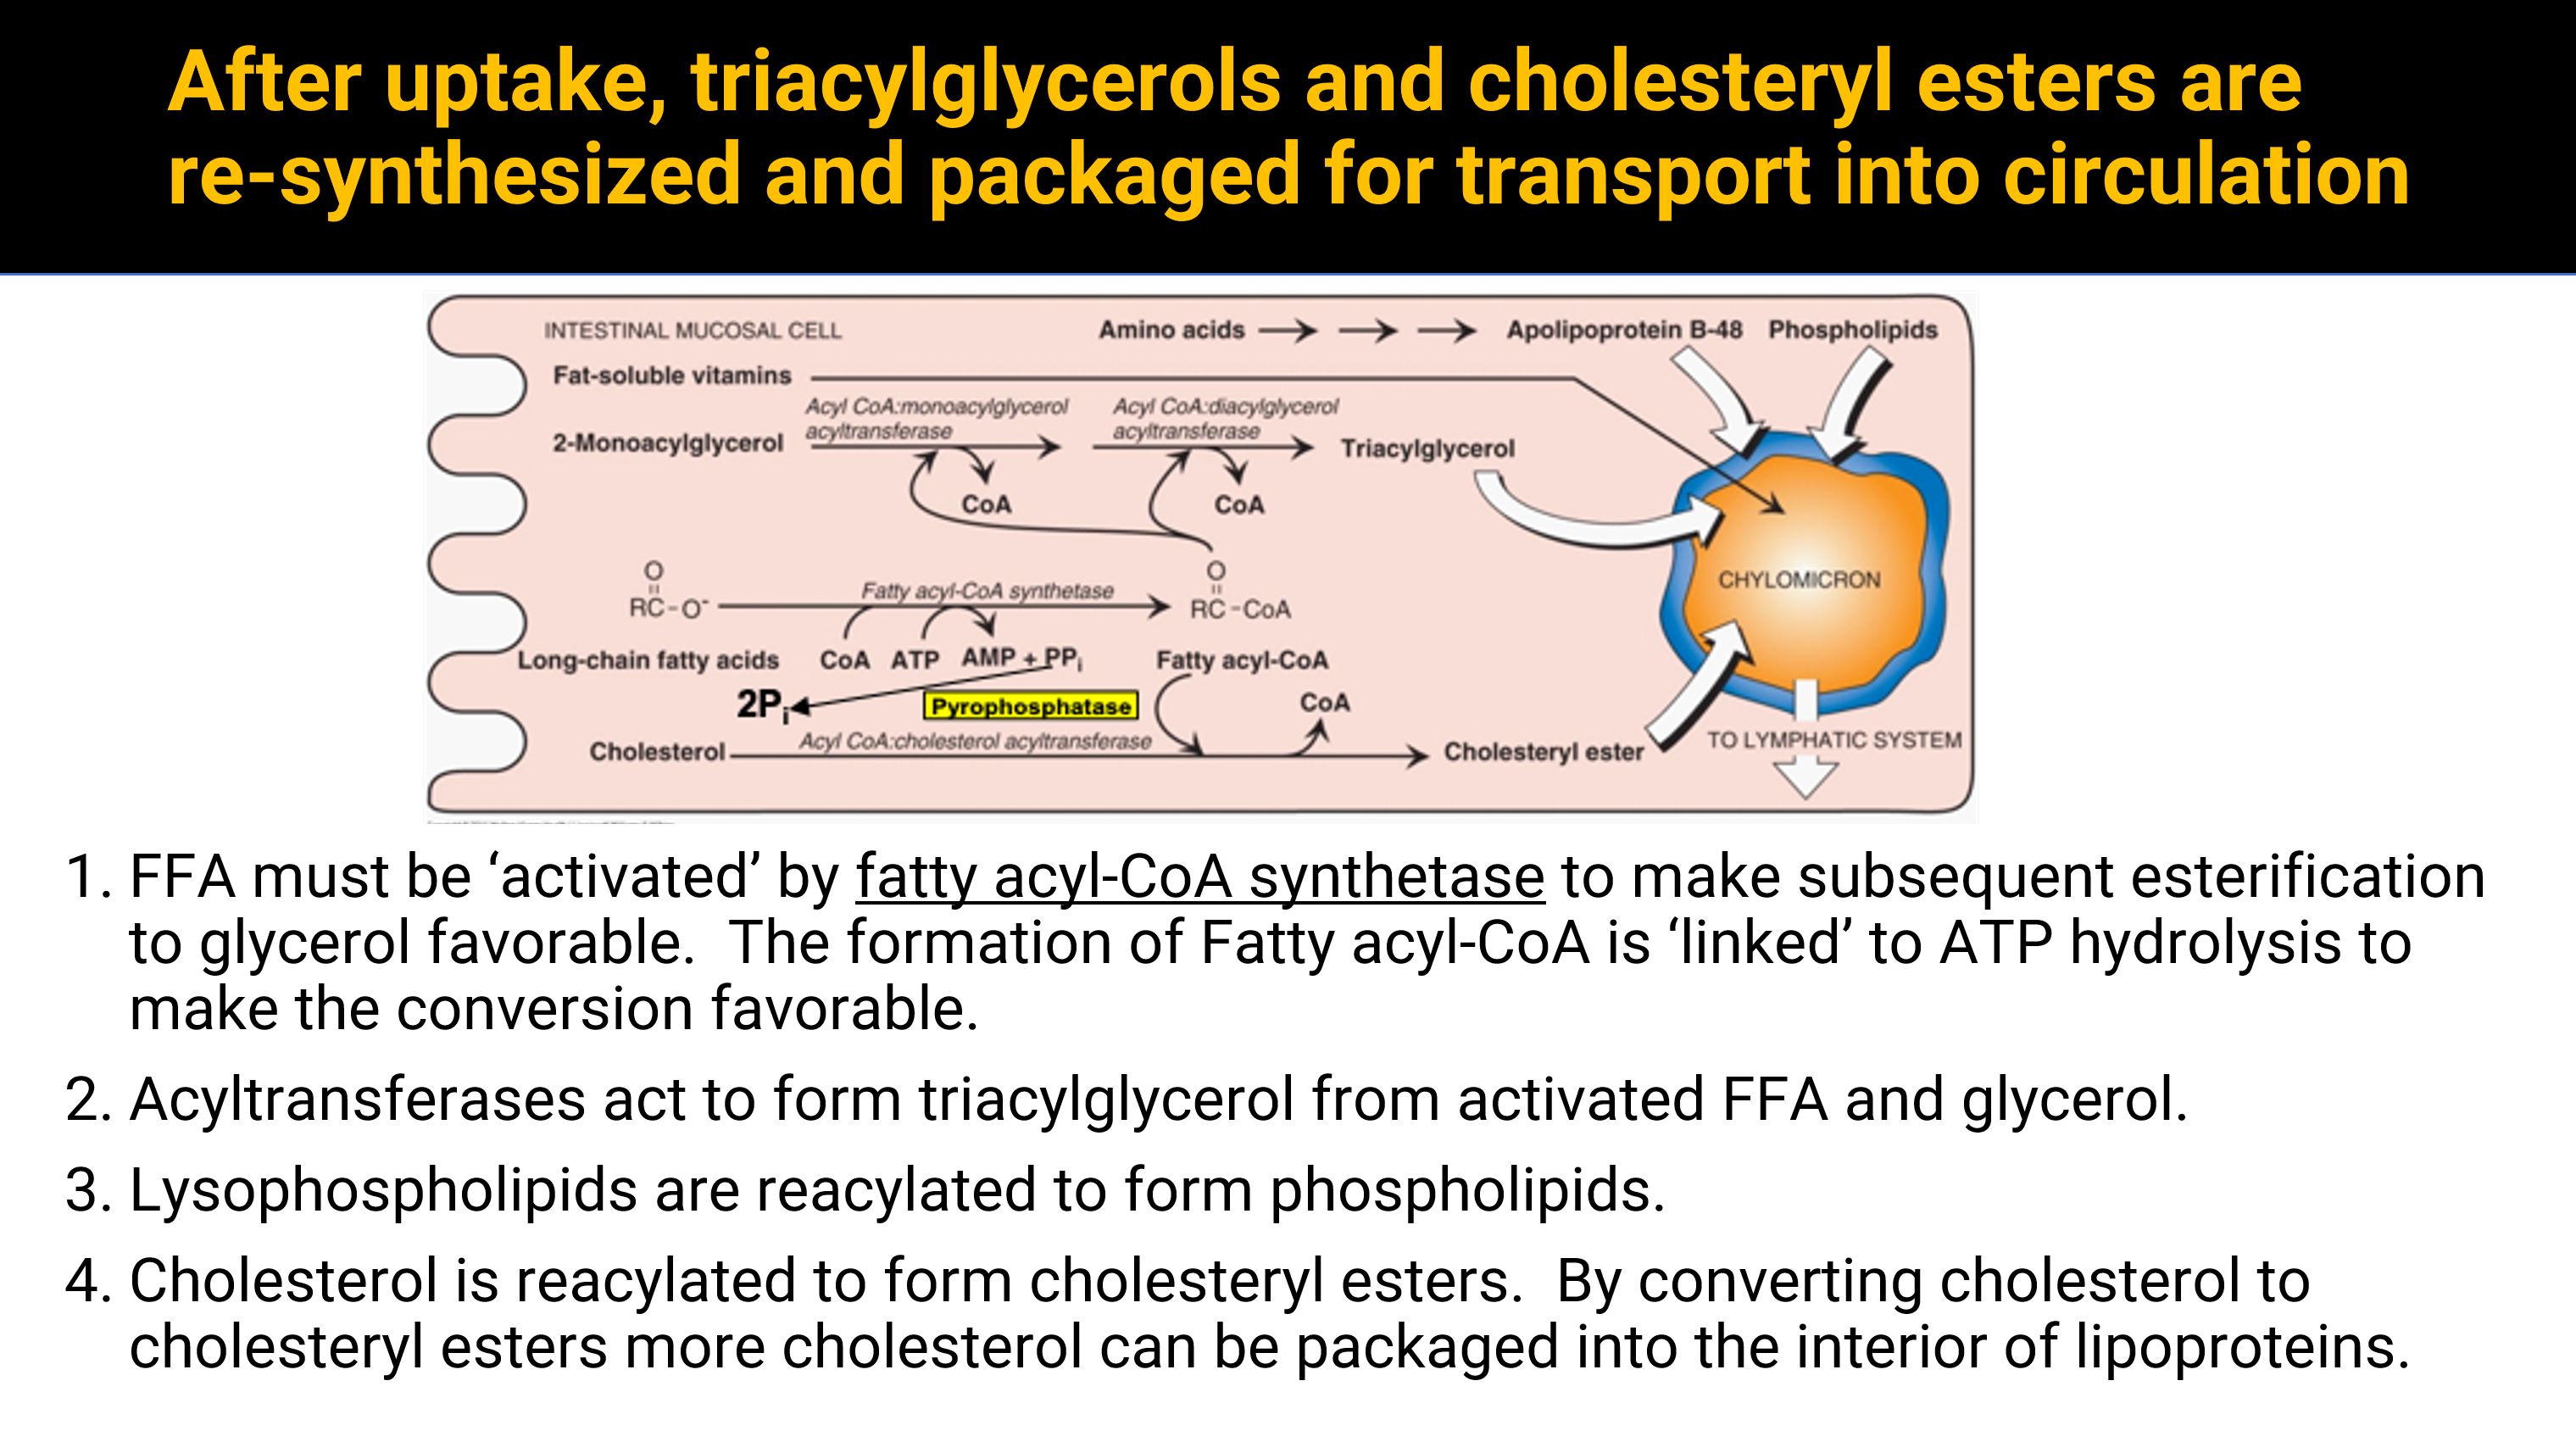 After uptake, triacylglycerols and cholesteryl esters are
re-synthesized and packaged for transport into circulation
INTESTINAL MUCOSAL CELL
Amino acids
Apolipoprotein B-48
Phospholipids
Fat-soluble vitamins
Acyl CoA:monoacylglycerol
acyltransferase
Acyl CoA:diacylglycerol
acyltransferase
2-Monoacylglycerol
Triacylglycerol
CoA
CoA
O
RC-O⁻
Fatty acyl-CoA synthetase
O
RC-CoA
CHYLOMICRON
Long-chain fatty acids
CoA ATP AMP + PPi
Fatty acyl-CoA
2Pi
Pyrophosphatase
CoA
Cholesterol
Acyl CoA:cholesterol acyltransferase
Cholesteryl ester
TO LYMPHATIC SYSTEM
1. FFA must be ‘activated’ by fatty acyl-CoA synthetase to make subsequent esterification
to glycerol favorable. The formation of Fatty acyl-CoA is ‘linked’ to ATP hydrolysis to
make the conversion favorable.
2. Acyltransferases act to form triacylglycerol from activated FFA and glycerol.
3. Lysophospholipids are reacylated to form phospholipids.
4. Cholesterol is reacylated to form cholesteryl esters. By converting cholesterol to
cholesteryl esters more cholesterol can be packaged into the interior of lipoproteins.